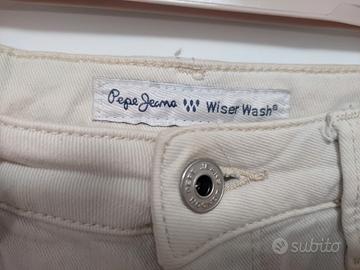 Pepe Jeans Wiser Wash®
subito